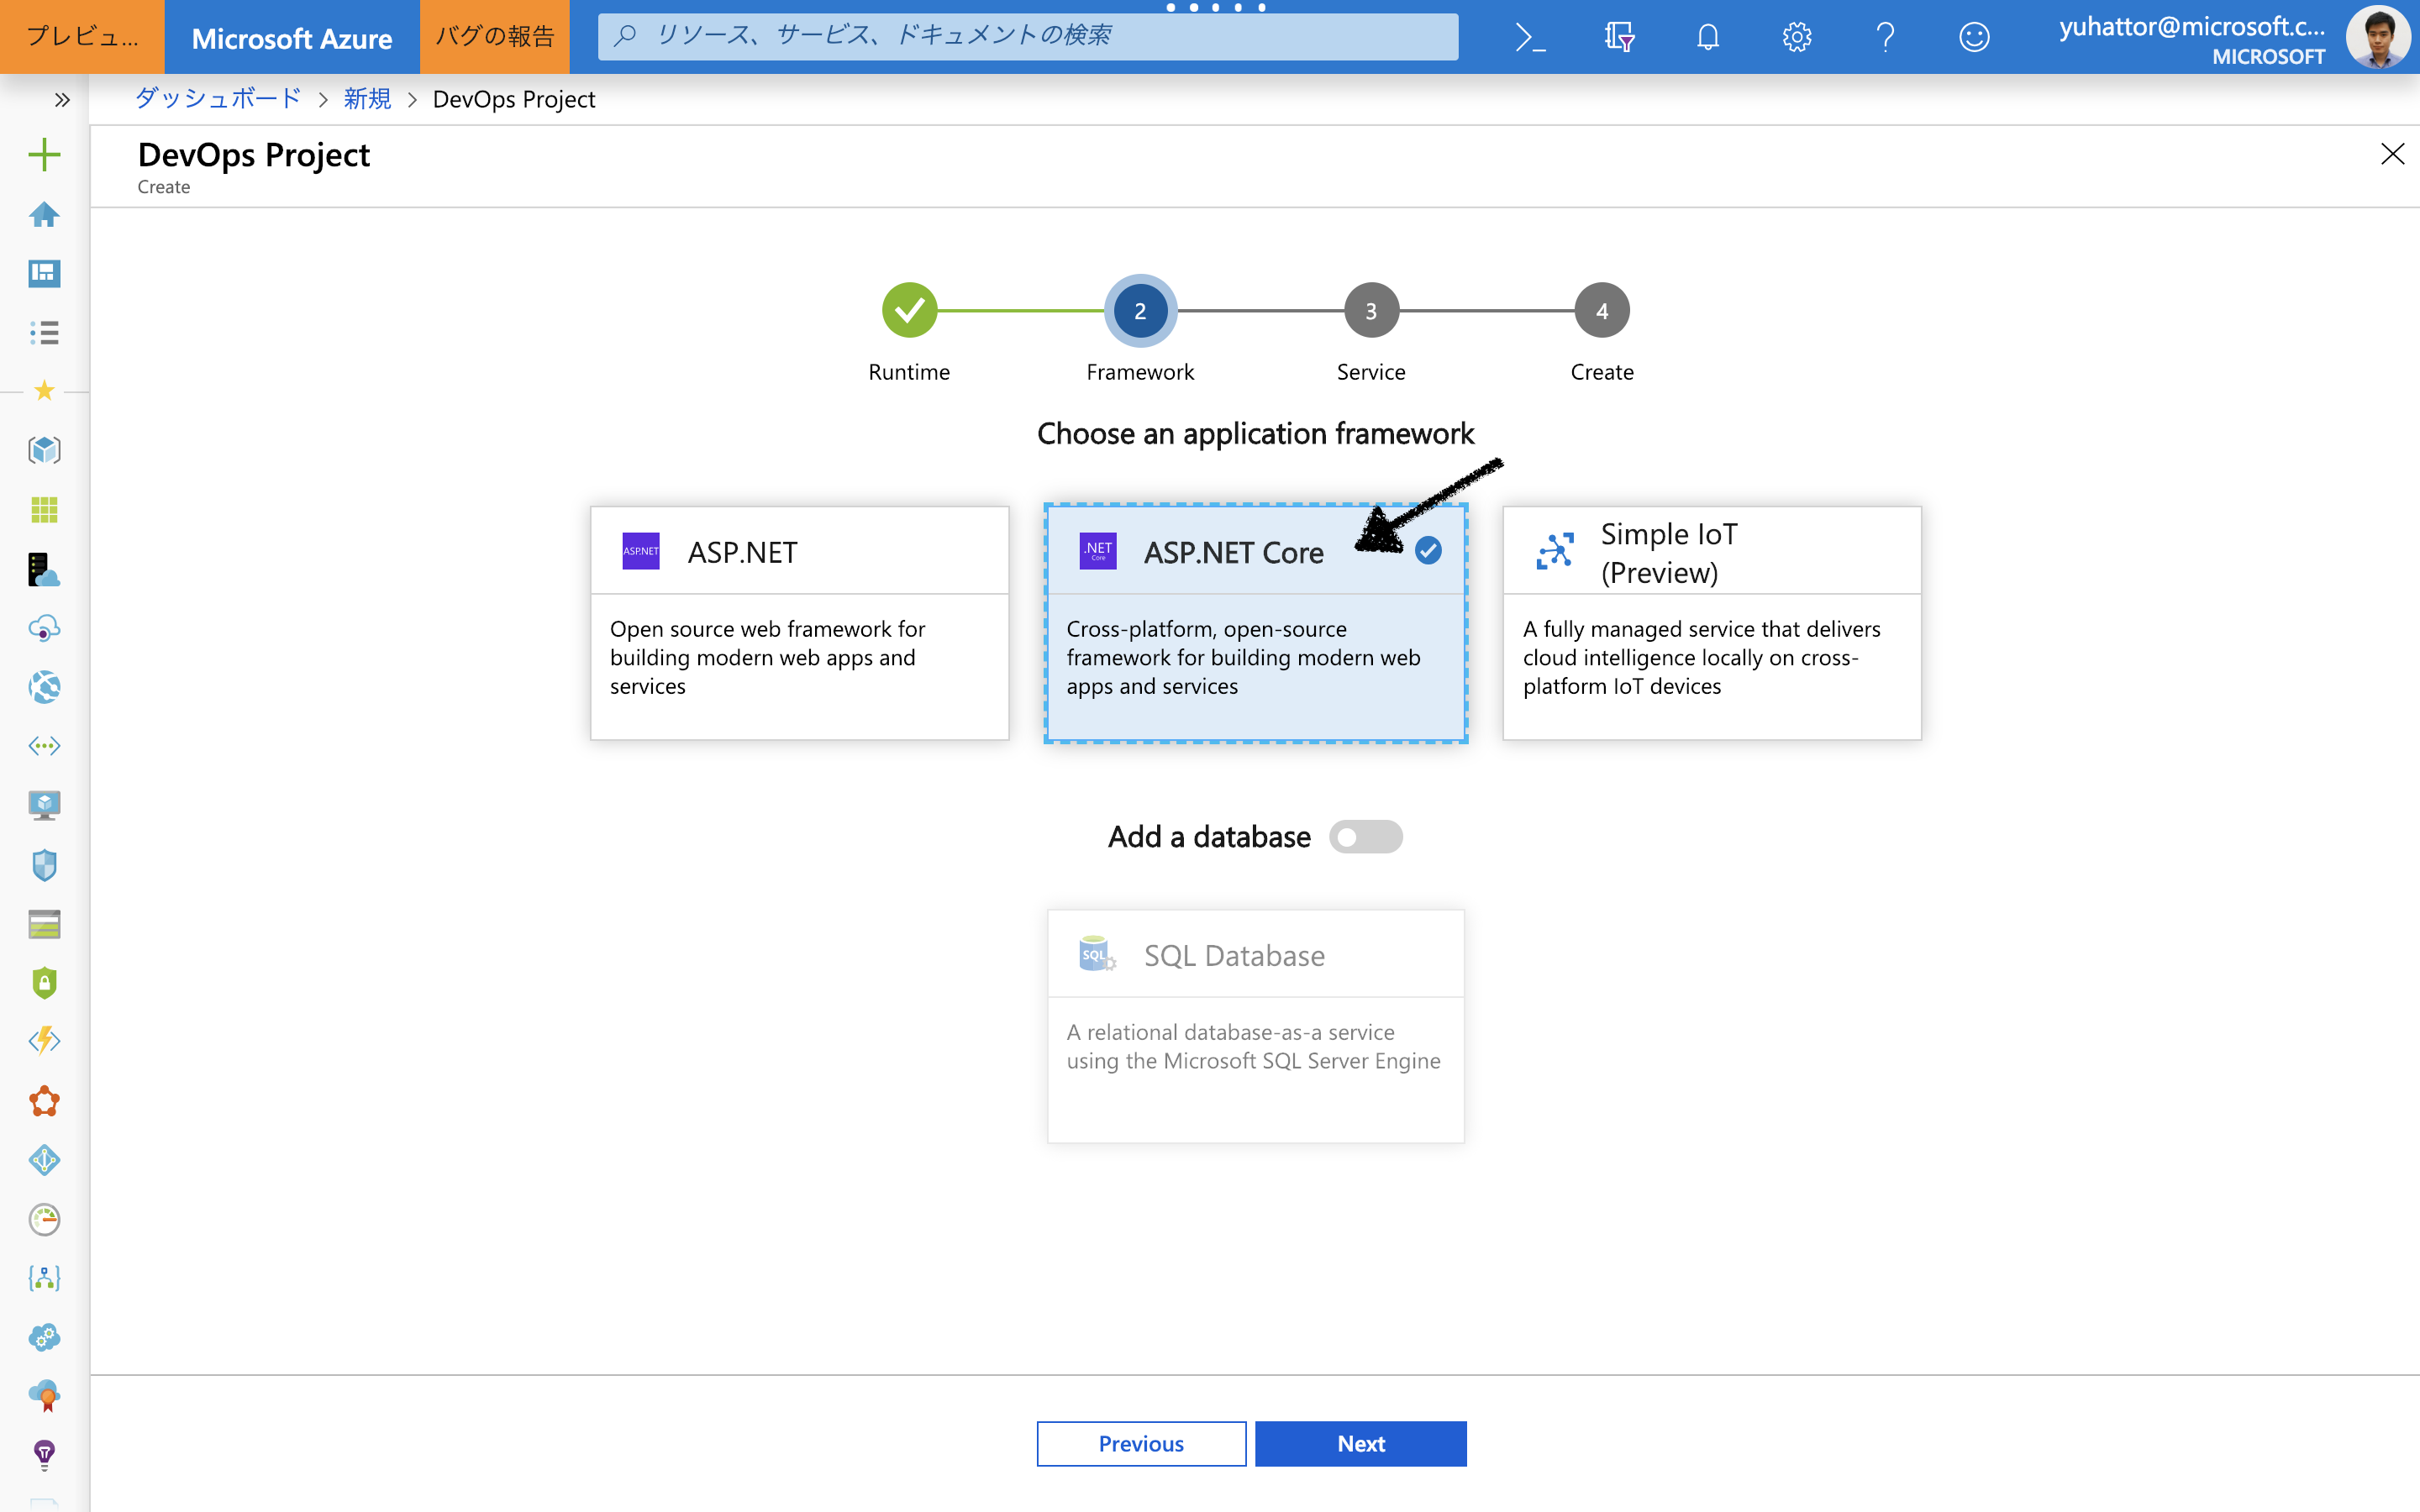 プレビュ...
Microsoft Azure
バグの報告
リソース、サービス、ドキュメントの検索
yuhattor@microsoft.c...
MICROSOFT
ダッシュボード > 新規 > DevOps Project
DevOps Project
Create
2
3
4
Runtime
Framework
Service
Create
Choose an application framework
ASP.NET
ASP.NET
Open source web framework for
building modern web apps and
services
.NET
Core
ASP.NET Core
Cross-platform, open-source
framework for building modern web
apps and services
Simple IoT
(Preview)
A fully managed service that delivers
cloud intelligence locally on cross-
platform IoT devices
Add a database
SQL
SQL Database
A relational database-as-a service
using the Microsoft SQL Server Engine
Previous
Next